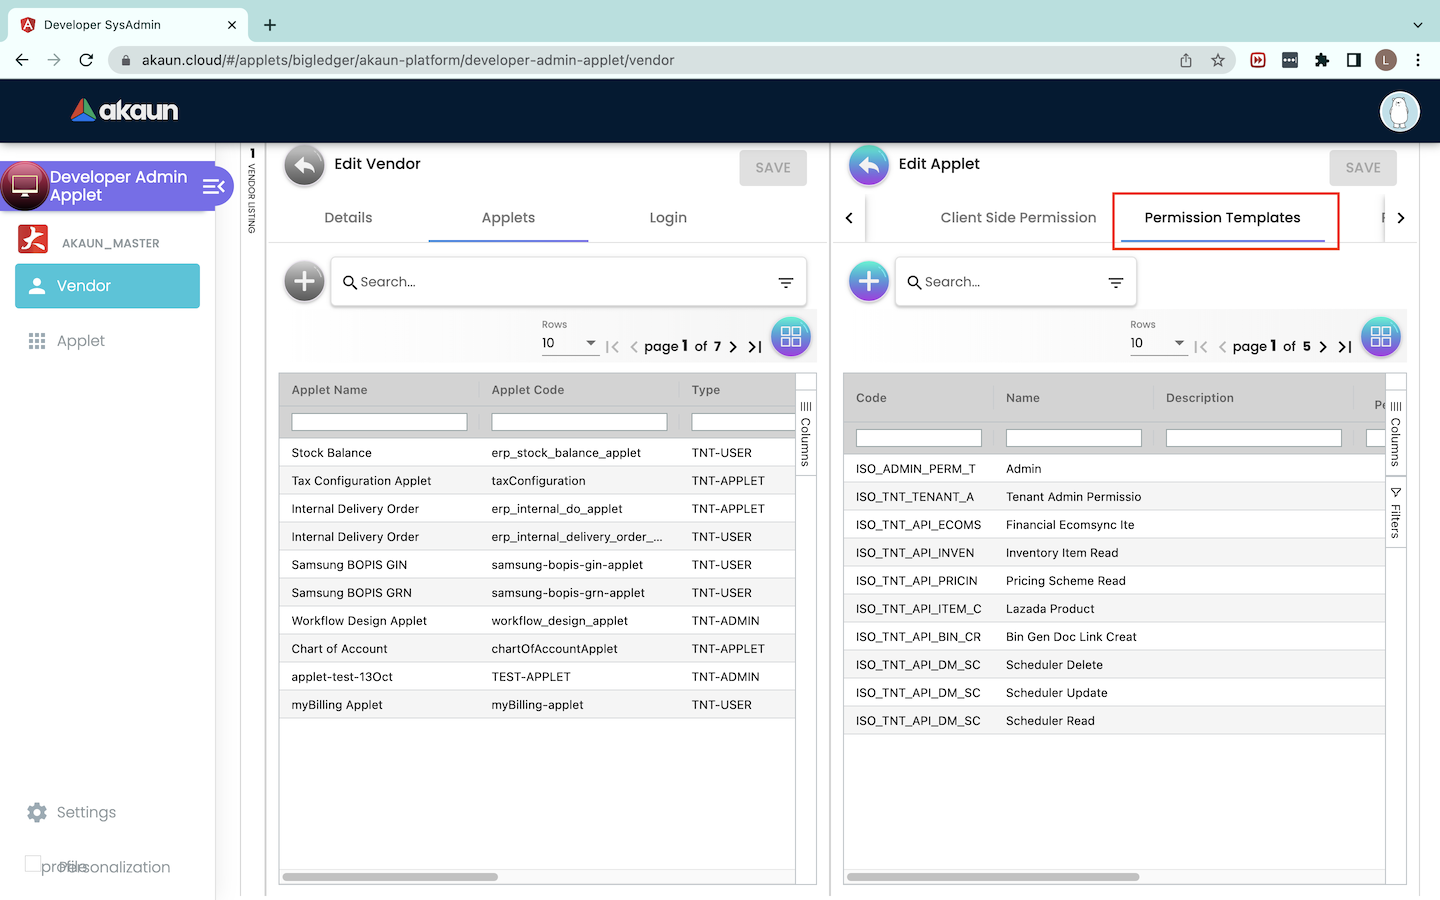 Developer SysAdmin
akaun.cloud/#/applets/bigledger/akaun-platform/developer-admin-applet/vendor
L
akaun
Developer Admin
Applet
AKAUN_MASTER
Vendor
Applet
Settings
profile
Personalization
1
VENDOR LISTING
Edit Vendor
SAVE
Details
Applets
Login
Search...
Rows
10
page 1 of 7
Applet Name
Applet Code
Type
Stock Balance
erp_stock_balance_applet
TNT-USER
Tax Configuration Applet
taxConfiguration
TNT-APPLET
Internal Delivery Order
erp_internal_do_applet
TNT-APPLET
Internal Delivery Order
erp_internal_delivery_order_...
TNT-USER
Samsung BOPIS GIN
samsung-bopis-gin-applet
TNT-USER
Samsung BOPIS GRN
samsung-bopis-grn-applet
TNT-USER
Workflow Design Applet
workflow_design_applet
TNT-ADMIN
Chart of Account
chartOfAccountApplet
TNT-APPLET
applet-test-13Oct
TEST-APPLET
TNT-ADMIN
myBilling Applet
myBilling-applet
TNT-USER
Columns
Edit Applet
SAVE
Client Side Permission
Permission Templates
Search...
Rows
10
page 1 of 5
Code
Name
Description
Pe
ISO_ADMIN_PERM_T
Admin
ISO_TNT_TENANT_A
Tenant Admin Permissio
ISO_TNT_API_ECOMS
Financial Ecomsync Ite
ISO_TNT_API_INVEN
Inventory Item Read
ISO_TNT_API_PRICIN
Pricing Scheme Read
ISO_TNT_API_ITEM_C
Lazada Product
ISO_TNT_API_BIN_CR
Bin Gen Doc Link Creat
ISO_TNT_API_DM_SC
Scheduler Delete
ISO_TNT_API_DM_SC
Scheduler Update
ISO_TNT_API_DM_SC
Scheduler Read
Columns
Filters